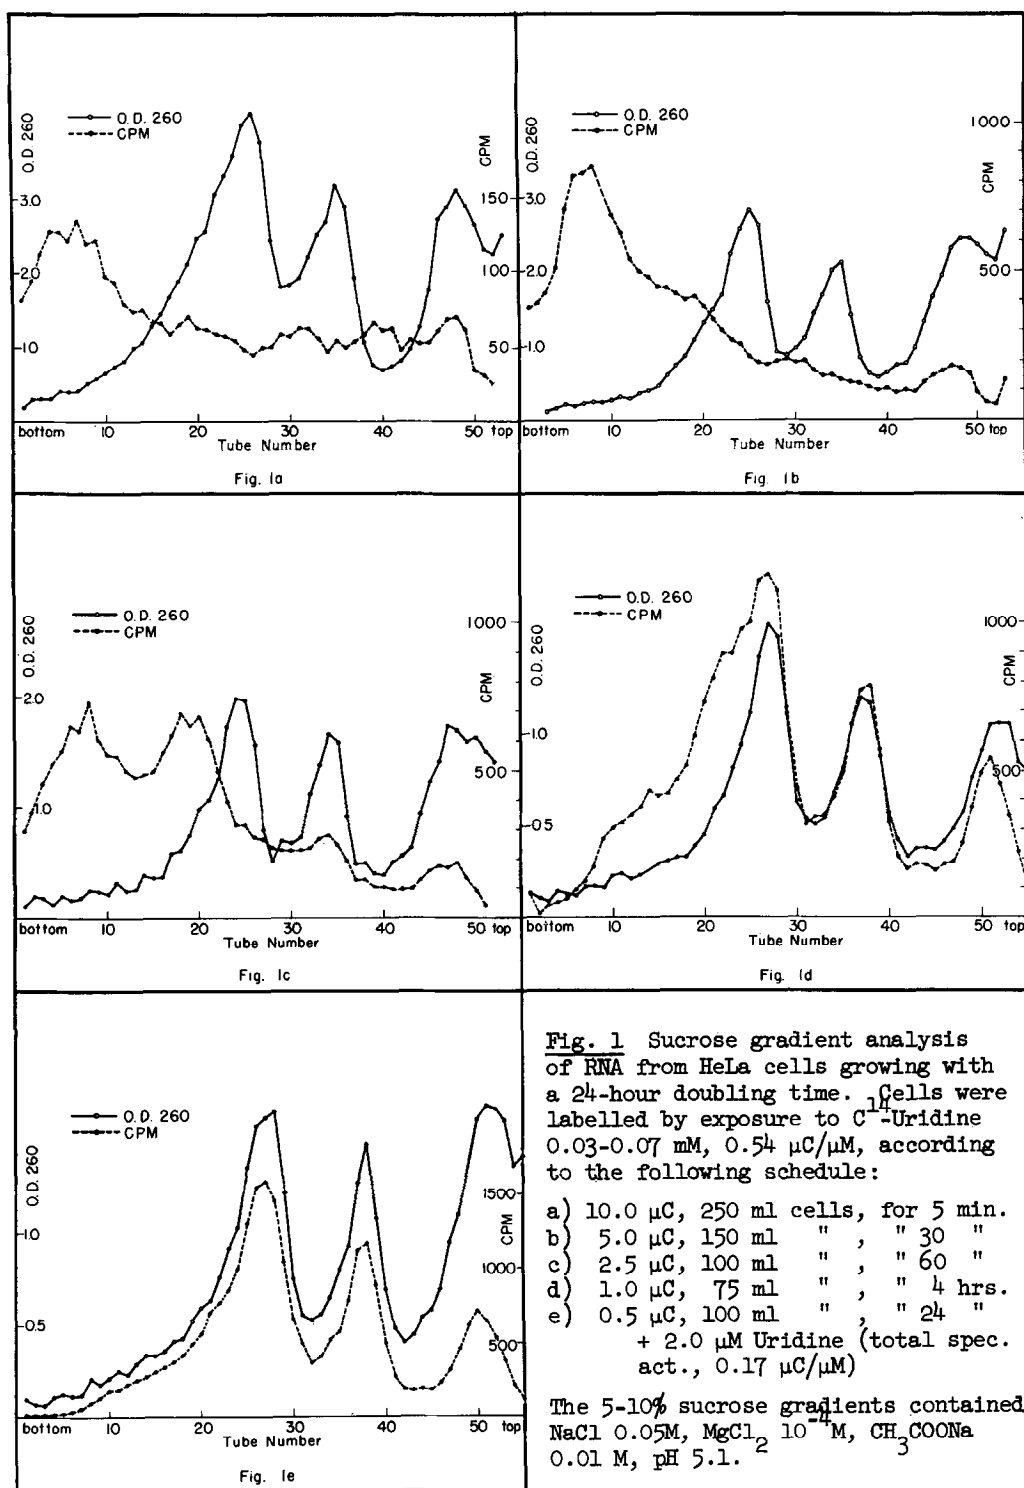 O.D. 260
CPM
O.D. 260
CPM
3.0
2.0
1.0
150
100
50
bottom 10 20 30 40 50 top
Tube Number
Fig. 1a
O.D. 260
CPM
O.D. 260
CPM
3.0
2.0
1.0
1000
500
bottom 10 20 30 40 50 top
Tube Number
Fig. 1b
O.D. 260
CPM
O.D. 260
CPM
2.0
1.0
1000
500
bottom 10 20 30 40 50 top
Tube Number
Fig. 1c
O.D. 260
CPM
O.D. 260
CPM
1.0
0.5
1000
500
bottom 10 20 30 40 50 top
Tube Number
Fig. 1d
O.D. 260
CPM
O.D. 260
CPM
1.0
0.5
1500
1000
500
bottom 10 20 30 40 50 top
Tube Number
Fig. 1e
Fig. 1 Sucrose gradient analysis
of RNA from HeLa cells growing with
a 24-hour doubling time. Cells were
labelled by exposure to C¹⁴-Uridine
0.03-0.07 mM, 0.54 μC/μM, according
to the following schedule:
a) 10.0 μC, 250 ml cells, for 5 min.
b) 5.0 μC, 150 ml " , " 30 "
c) 2.5 μC, 100 ml " , " 60 "
d) 1.0 μC, 75 ml " , " 4 hrs.
e) 0.5 μC, 100 ml " , " 24 "
+ 2.0 μM Uridine (total spec.
act., 0.17 μC/μM)
The 5-10% sucrose gradients contained
NaCl 0.05M, MgCl₂ 10⁻⁴M, CH₃COONa
0.01 M, pH 5.1.